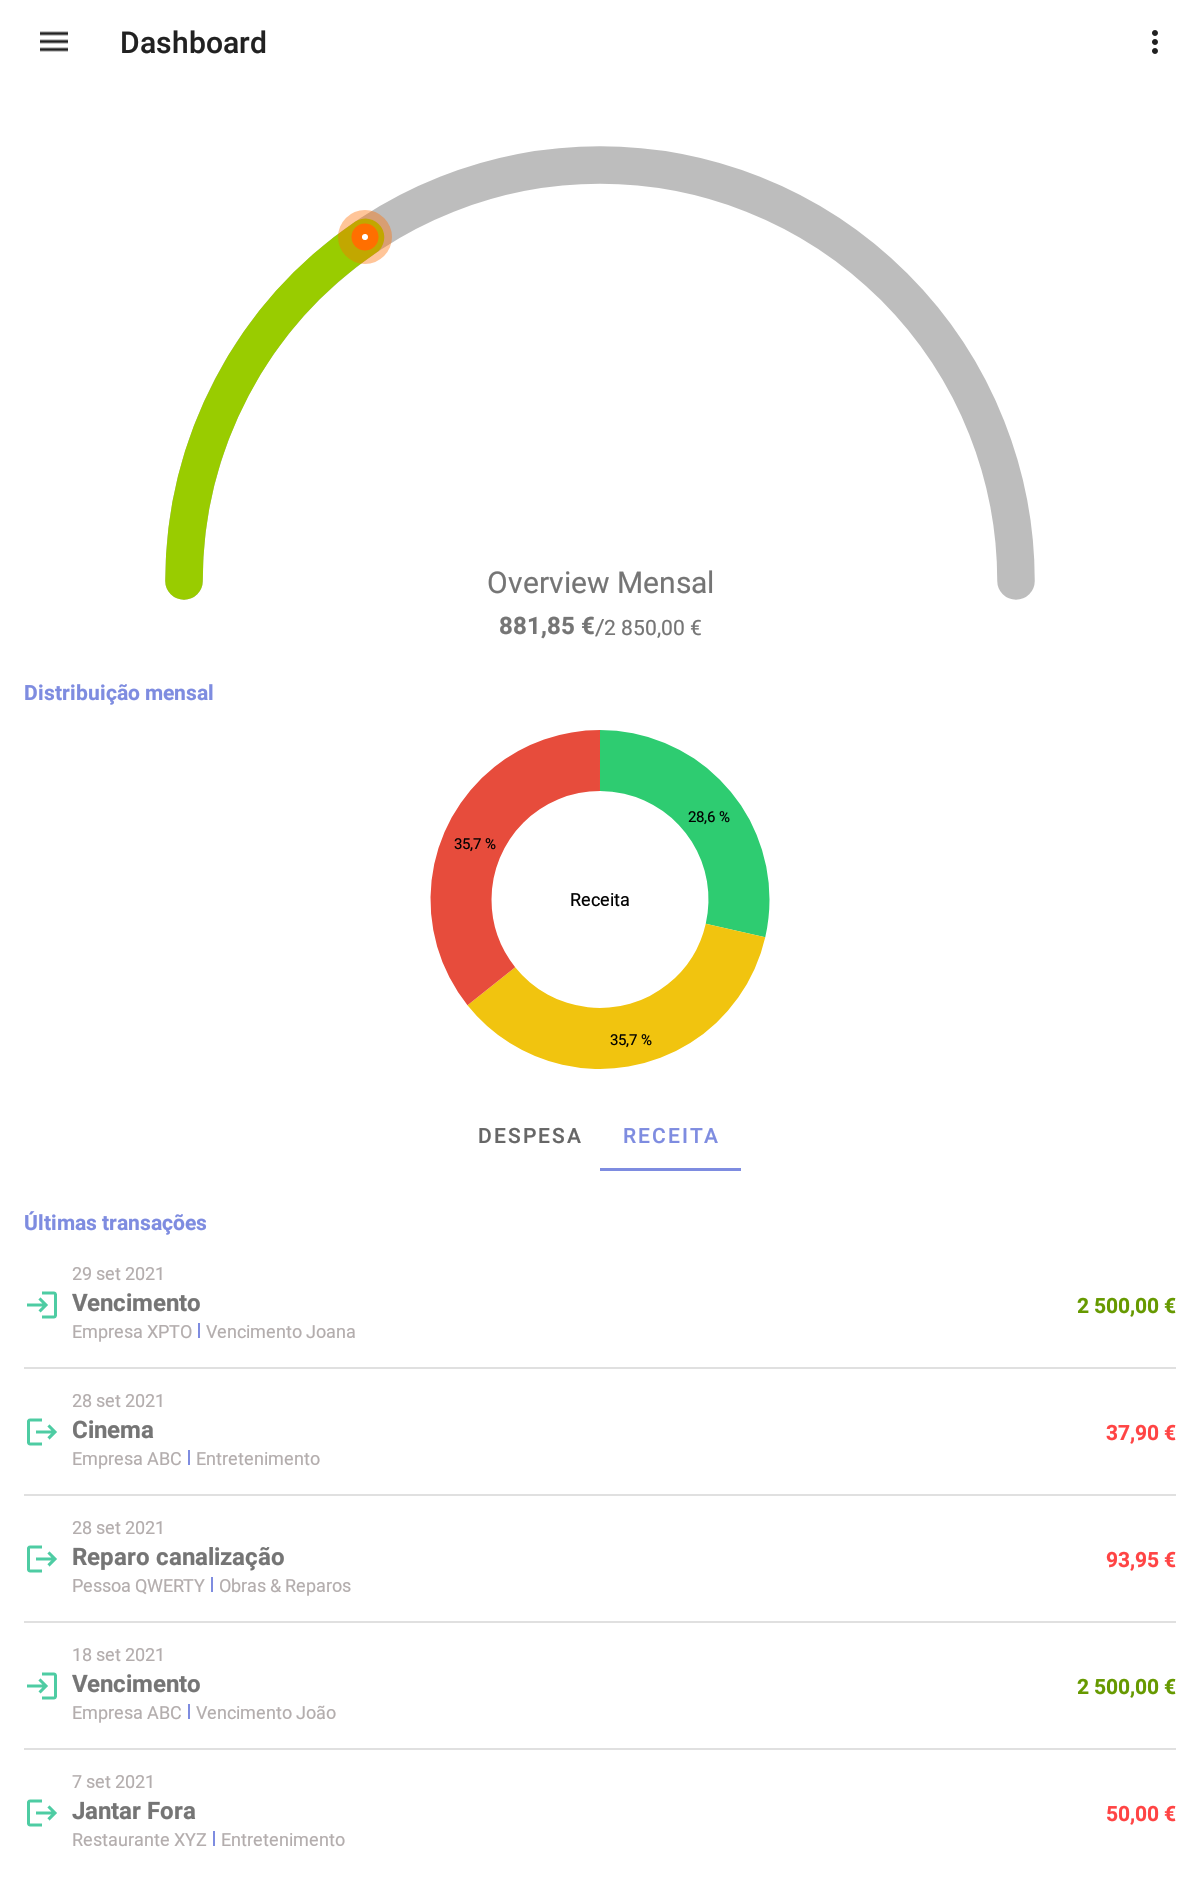 Dashboard
Overview Mensal
881,85 €/2 850,00 €
Distribuição mensal
28,6 %
35,7 %
Receita
35,7 %
DESPESA RECEITA
Últimas transações
29 set 2021
Vencimento 2 500,00 €
Empresa XPTO | Vencimento Joana
28 set 2021
Cinema 37,90 €
Empresa ABC | Entretenimento
28 set 2021
Reparo canalização 93,95 €
Pessoa QWERTY | Obras & Reparos
18 set 2021
Vencimento 2 500,00 €
Empresa ABC | Vencimento João
7 set 2021
Jantar Fora 50,00 €
Restaurante XYZ | Entretenimento